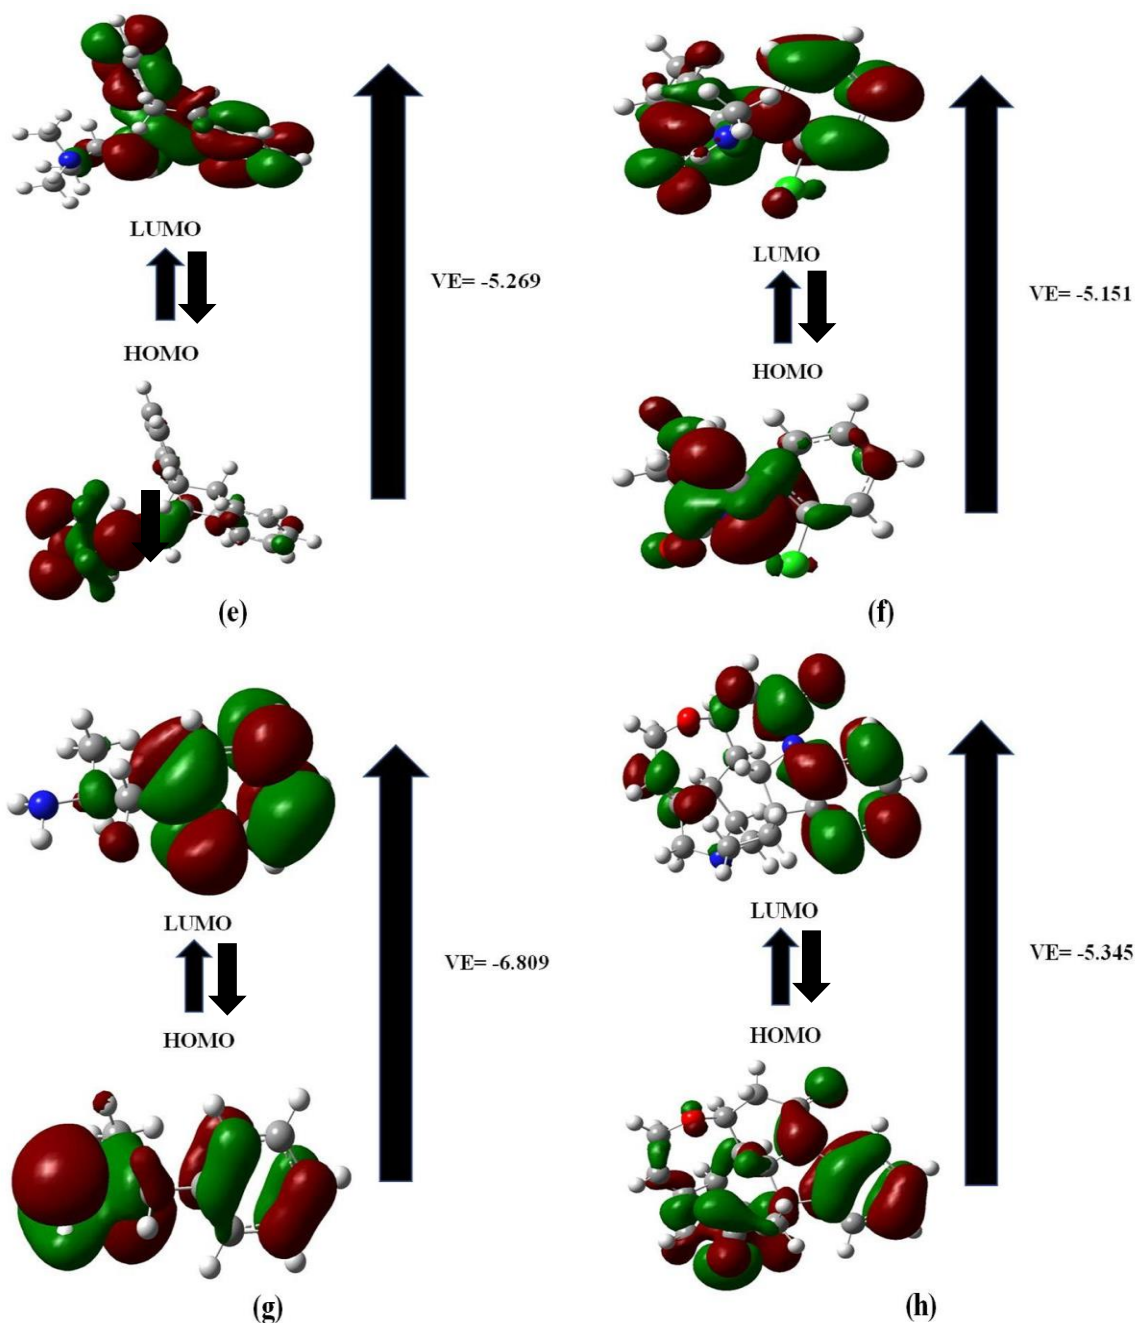 LUMO
VE= -5.269
HOMO
(e)
LUMO
VE= -5.151
HOMO
(f)
LUMO
VE= -6.809
HOMO
(g)
LUMO
VE= -5.345
HOMO
(h)